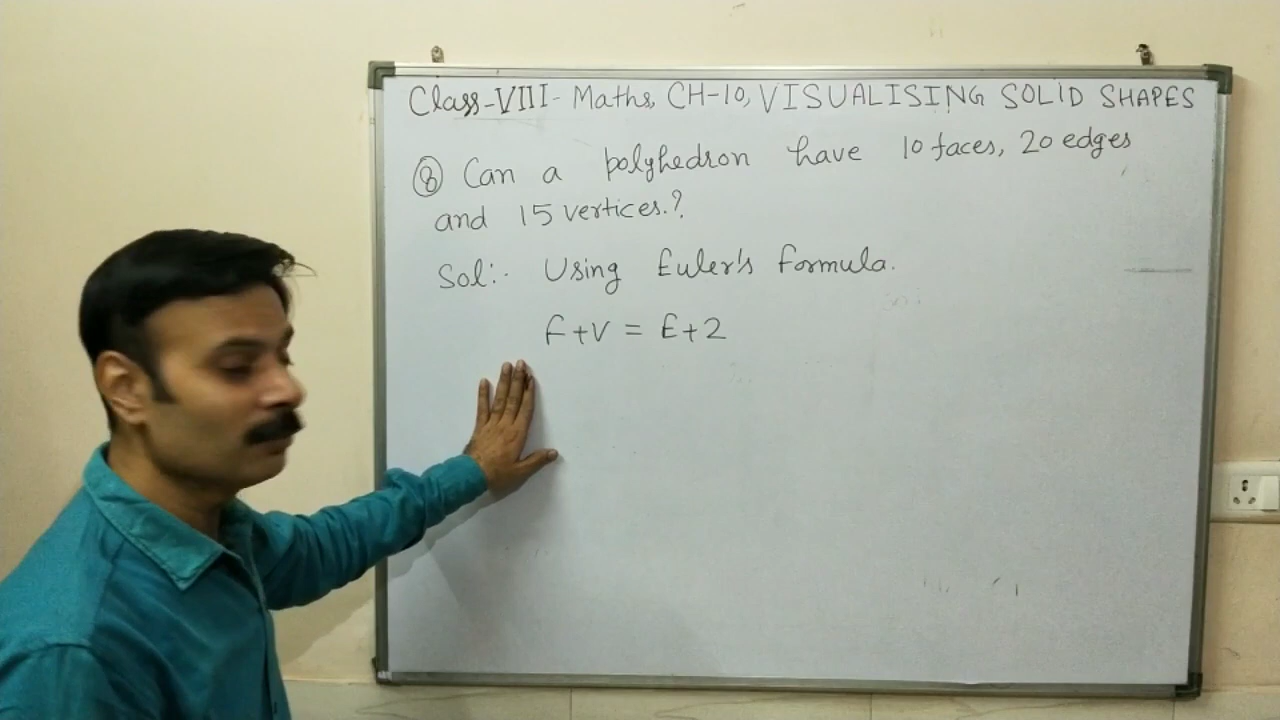 Class-VIII- Maths, CH-10, VISUALISING SOLID SHAPES
Q Can a polyhedron have 10 faces, 20 edges
and 15 vertices.?
Sol:- Using Euler's formula.
F+V = E+2